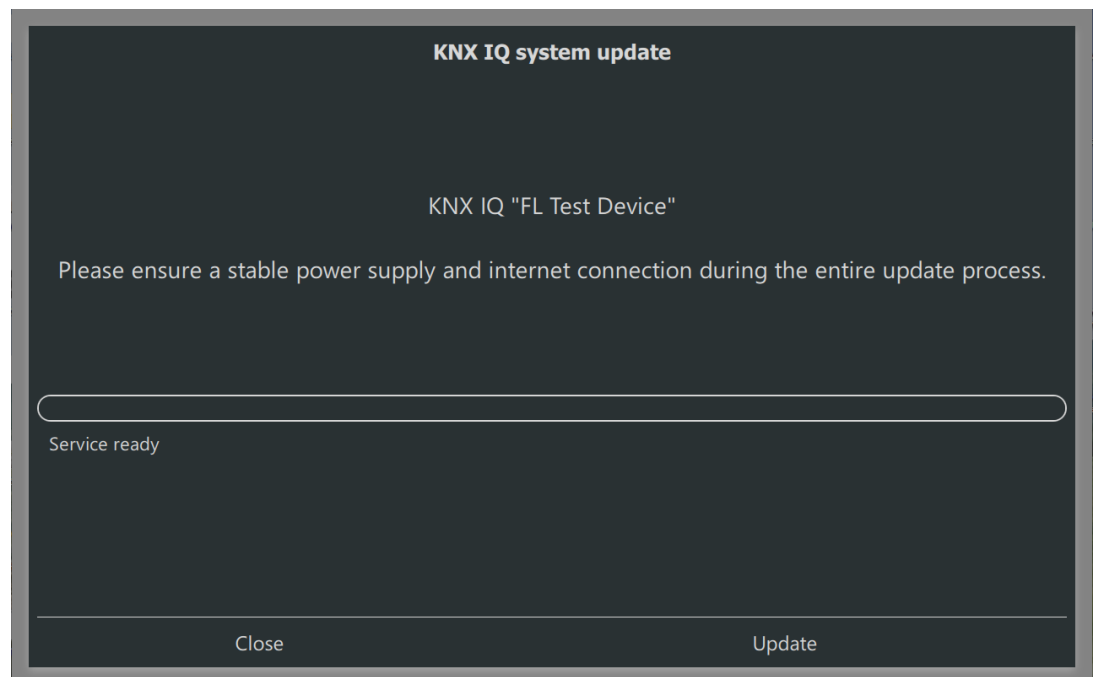 KNX IQ system update
KNX IQ "FL Test Device"
Please ensure a stable power supply and internet connection during the entire update process.
Service ready
Close
Update